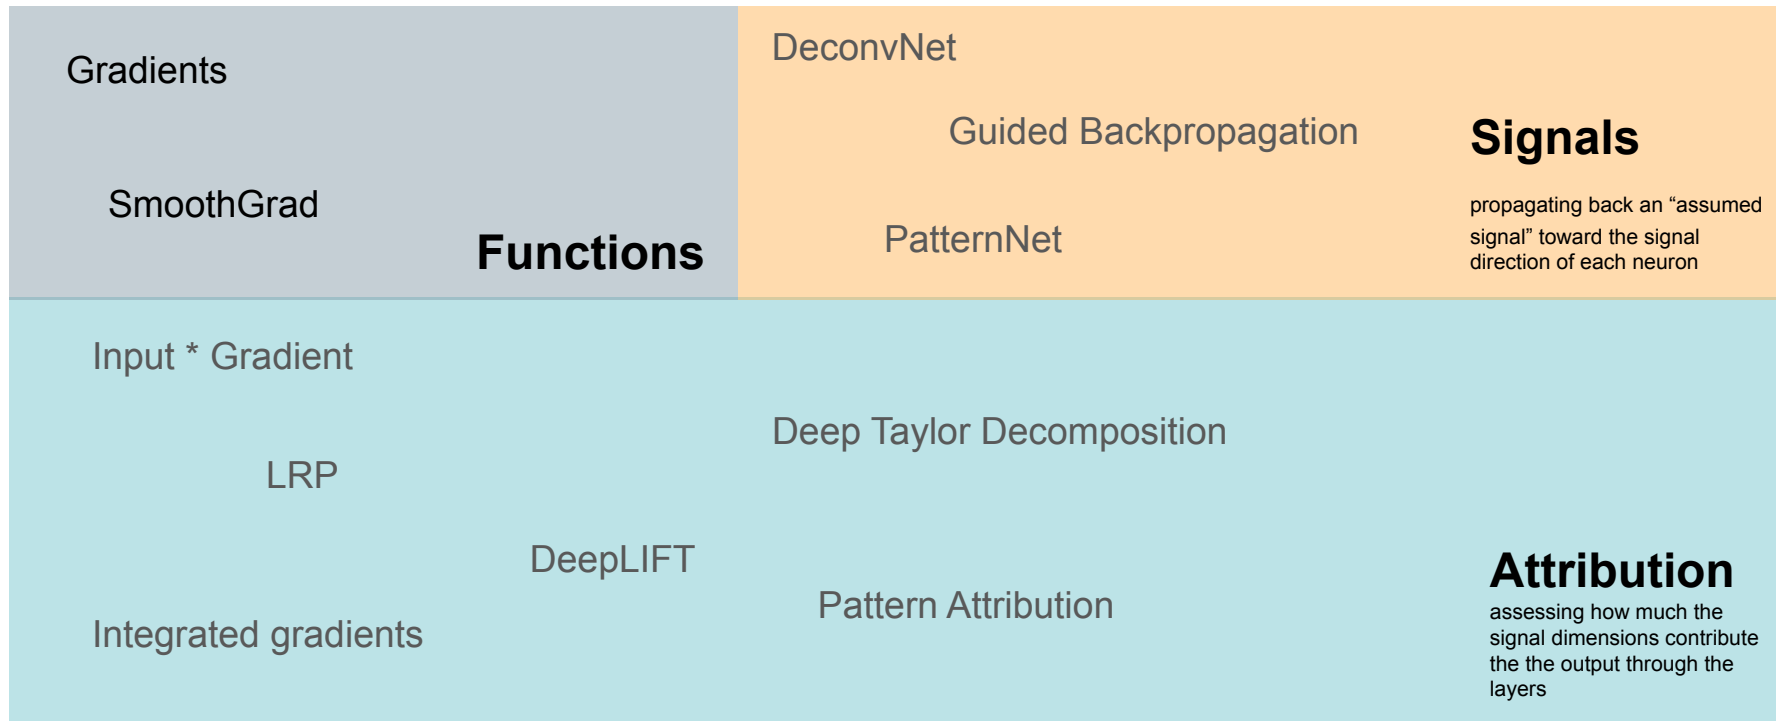 Gradients
SmoothGrad
Functions
DeconvNet
Guided Backpropagation
PatternNet
Signals
propagating back an “assumed
signal” toward the signal
direction of each neuron
Input * Gradient
LRP
DeepLIFT
Integrated gradients
Deep Taylor Decomposition
Pattern Attribution
Attribution
assessing how much the
signal dimensions contribute
the the output through the
layers